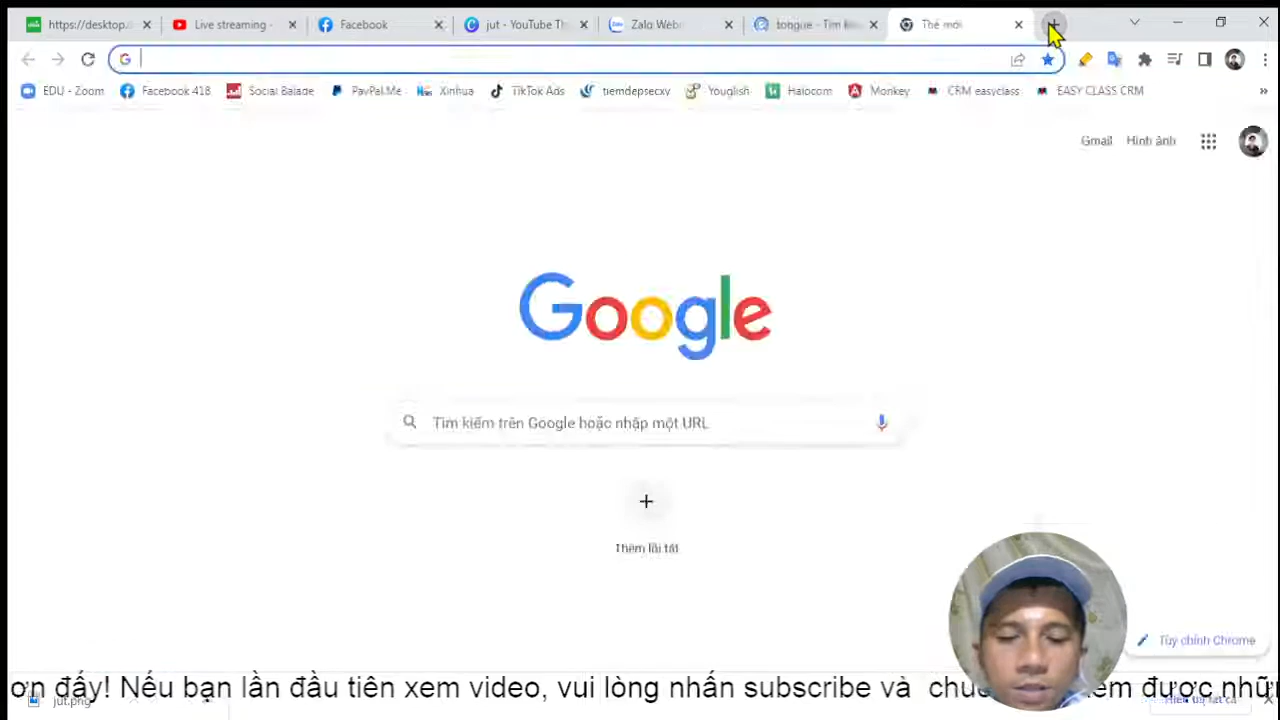 https://desktop.z
Live streaming -
Facebook
jut - YouTube Th
Zalo Web
tongue - Tìm
Thẻ mới
EDU - Zoom
Facebook 418
Social Balade
PayPal.Me
Xinhua
TikTok Ads
tiemdepsecxy
Youglish
Halocom
Monkey
CRM easyclass
EASY CLASS CRM
Gmail Hình ảnh
Google
Tìm kiếm trên Google hoặc nhập một URL
Thêm lối tắt
Tùy chỉnh Chrome
ơn đấy! Nếu bạn lần đầu tiên xem video, vui lòng nhấn subscribe và được nhữ
jut.png